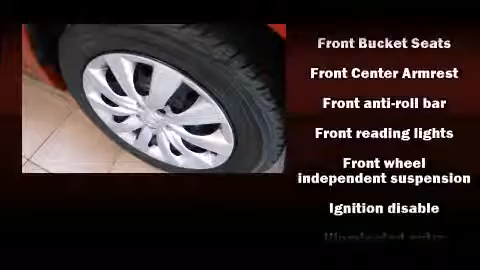 Front Bucket Seats
Front Center Armrest
Front anti-roll bar
Front reading lights
Front wheel
independent suspension
Ignition disable